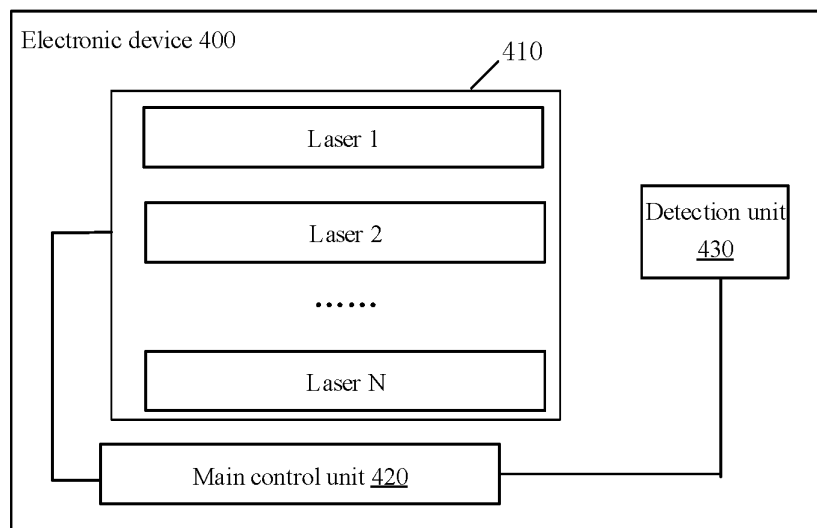 Electronic device 400
410
Laser 1
Laser 2
......
Laser N
Detection unit
430
Main control unit 420